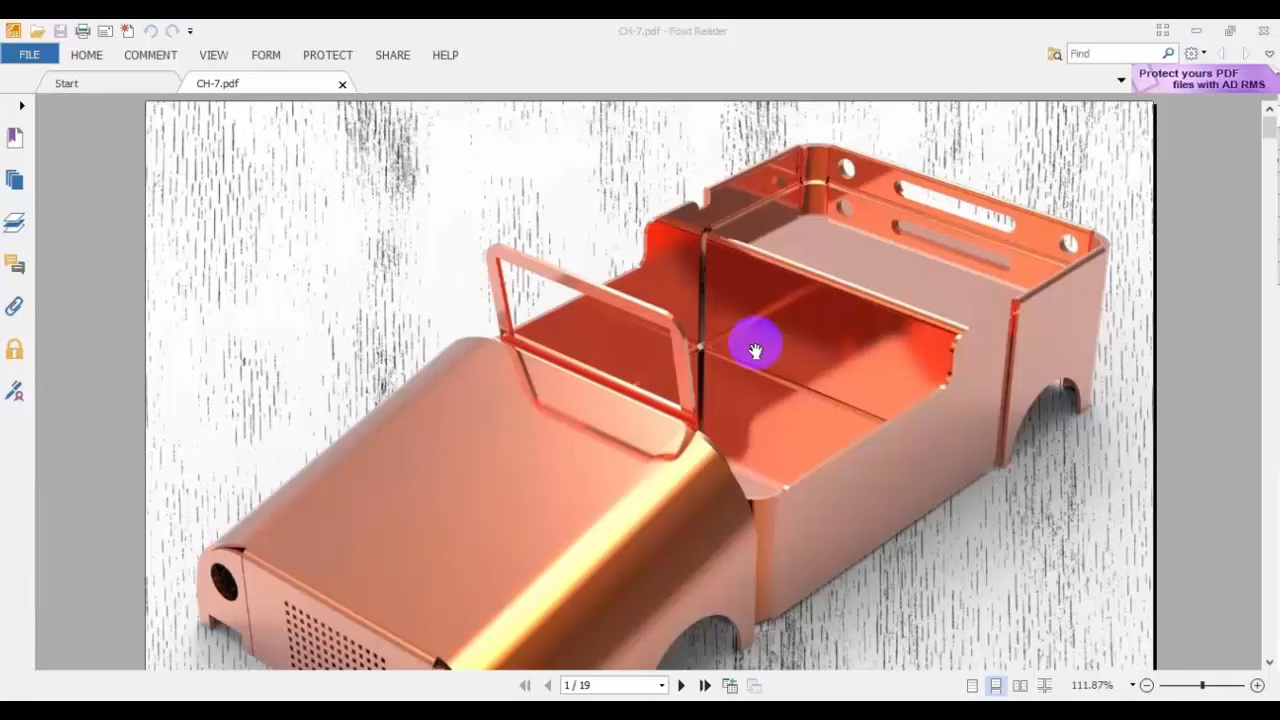 CH-7.pdf - Foxit Reader
FILE HOME COMMENT VIEW FORM PROTECT SHARE HELP
Find
Start
CH-7.pdf
Protect yours PDF
files with AD RMS
1 / 19
111.87%